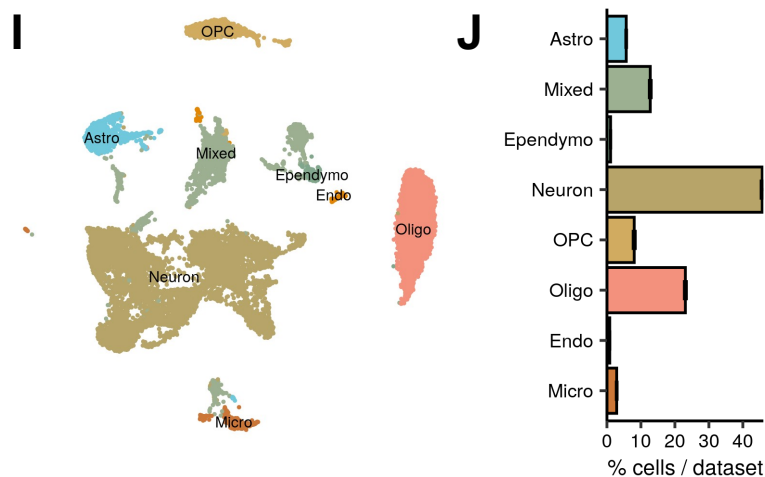 I
OPC
Astro
Mixed
Ependymo
Endo
Oligo
Neuron
Micro
J
Astro
Mixed
Ependymo
Neuron
OPC
Oligo
Endo
Micro
0 10 20 30 40
% cells / dataset